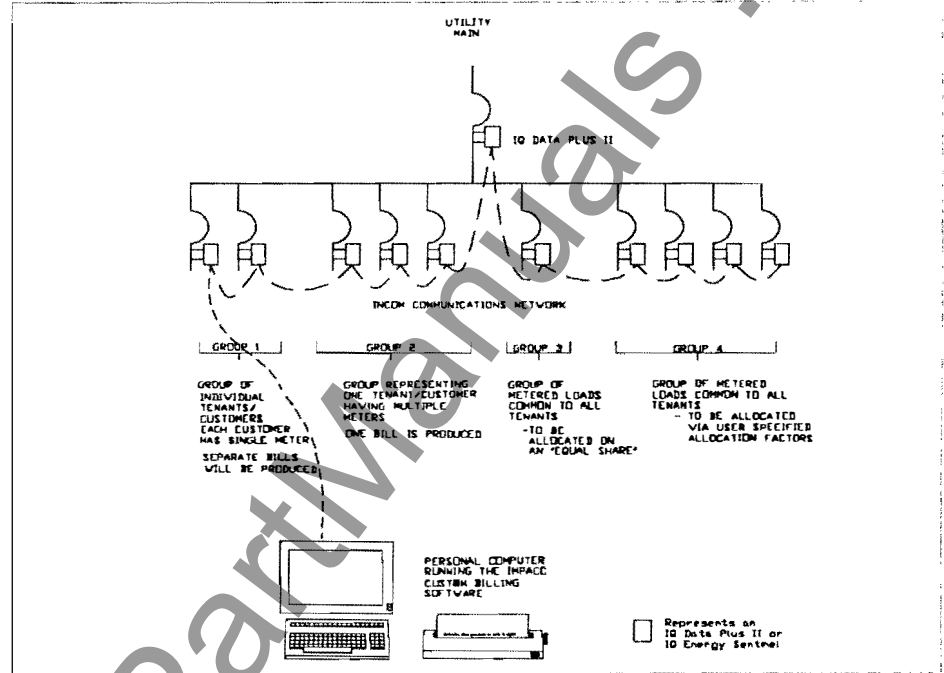 UTILITY
MAIN
IQ DATA PLUS II
INCOM COMMUNICATIONS NETWORK
GROUP 1
GROUP 2
GROUP 3
GROUP 4
GROUP OF
INDIVIDUAL
TENANTS/
CUSTOMERS
EACH CUSTOMER
HAS SINGLE METER
SEPARATE BILLS
WILL BE PRODUCED
GROUP REPRESENTING
ONE TENANT/CUSTOMER
HAVING MULTIPLE
METERS
ONE BILL IS PRODUCED
GROUP OF
METERED LOADS
COMMON TO ALL
TENANTS
-TO BE
ALLOCATED ON
AN "EQUAL SHARE"
GROUP OF METERED
LOADS COMMON TO ALL
TENANTS
- TO BE ALLOCATED
VIA USER SPECIFIED
ALLOCATION FACTORS
PERSONAL COMPUTER
RUNNING THE IMPACC
CUSTOM BILLING
SOFTWARE
Represents an
IQ Data Plus II or
IQ Energy Sentinel
PartManuals